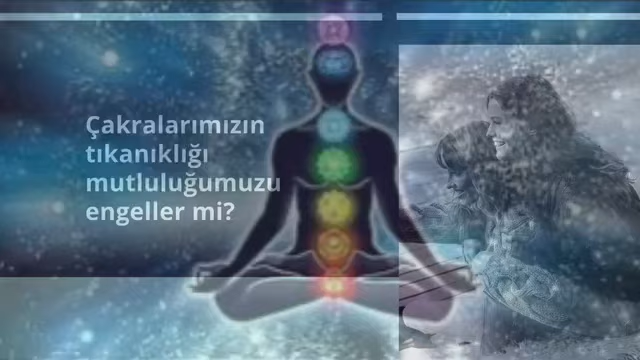 Çakralarımızın
tıkanıklığı
mutluluğumuzu
engeller mi?